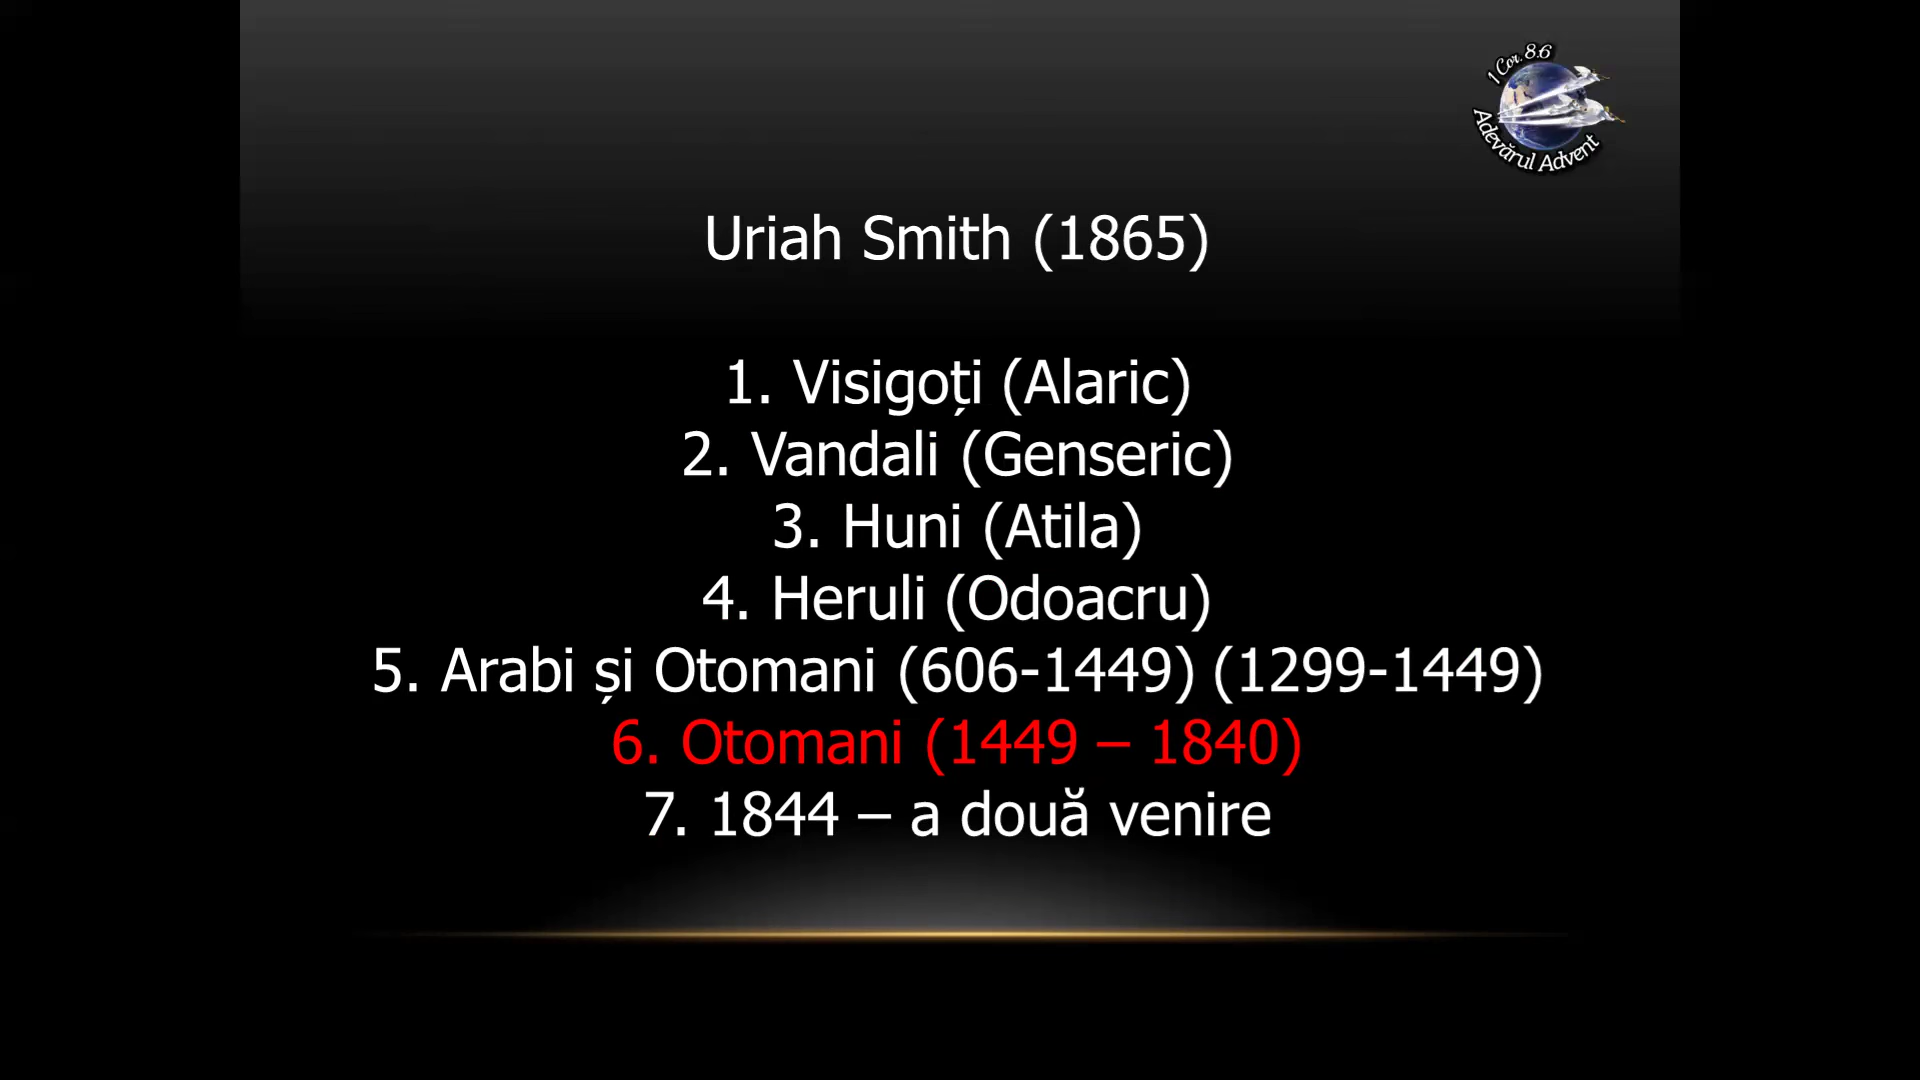 1 Cor. 8:6
Adevărul Advent
Uriah Smith (1865)
1. Visigoți (Alaric)
2. Vandali (Genseric)
3. Huni (Atila)
4. Heruli (Odoacru)
5. Arabi și Otomani (606-1449) (1299-1449)
6. Otomani (1449 – 1840)
7. 1844 – a două venire